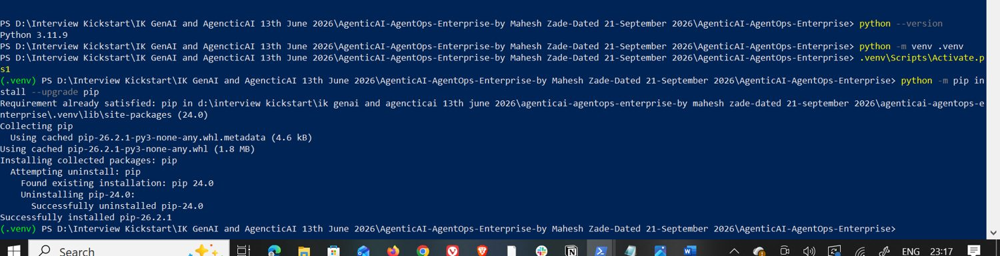 PS D:\Interview Kickstart\IK GenAI and AgencticAI 13th June 2026\AgenticAI-AgentOps-Enterprise-by Mahesh Zade-Dated 21-September 2026\AgenticAI-AgentOps-Enterprise> python --version
Python 3.11.9
PS D:\Interview Kickstart\IK GenAI and AgencticAI 13th June 2026\AgenticAI-AgentOps-Enterprise-by Mahesh Zade-Dated 21-September 2026\AgenticAI-AgentOps-Enterprise> python -m venv .venv
PS D:\Interview Kickstart\IK GenAI and AgencticAI 13th June 2026\AgenticAI-AgentOps-Enterprise-by Mahesh Zade-Dated 21-September 2026\AgenticAI-AgentOps-Enterprise> .venv\Scripts\Activate.p
s1
(.venv) PS D:\Interview Kickstart\IK GenAI and AgencticAI 13th June 2026\AgenticAI-AgentOps-Enterprise-by Mahesh Zade-Dated 21-September 2026\AgenticAI-AgentOps-Enterprise> python -m pip in
stall --upgrade pip
Requirement already satisfied: pip in d:\interview kickstart\ik genai and agencticai 13th june 2026\agenticai-agentops-enterprise-by mahesh zade-dated 21-september 2026\agenticai-agentops-e
nterprise\.venv\lib\site-packages (24.0)
Collecting pip
  Using cached pip-26.2.1-py3-none-any.whl.metadata (4.6 kB)
Using cached pip-26.2.1-py3-none-any.whl (1.8 MB)
Installing collected packages: pip
  Attempting uninstall: pip
    Found existing installation: pip 24.0
    Uninstalling pip-24.0:
      Successfully uninstalled pip-24.0
Successfully installed pip-26.2.1
(.venv) PS D:\Interview Kickstart\IK GenAI and AgencticAI 13th June 2026\AgenticAI-AgentOps-Enterprise-by Mahesh Zade-Dated 21-September 2026\AgenticAI-AgentOps-Enterprise>
Search
ENG 23:17